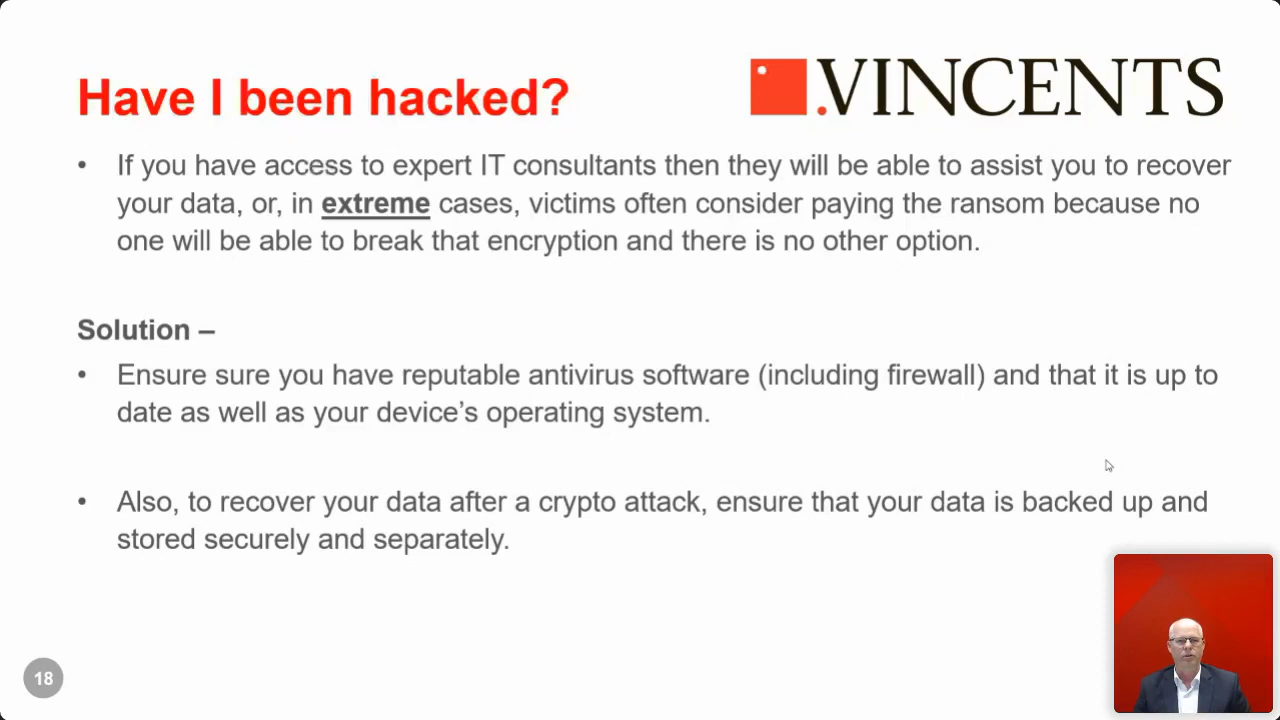 Have I been hacked?
.VINCENTS
• If you have access to expert IT consultants then they will be able to assist you to recover
your data, or, in extreme cases, victims often consider paying the ransom because no
one will be able to break that encryption and there is no other option.
Solution –
• Ensure sure you have reputable antivirus software (including firewall) and that it is up to
date as well as your device’s operating system.
• Also, to recover your data after a crypto attack, ensure that your data is backed up and
stored securely and separately.
18